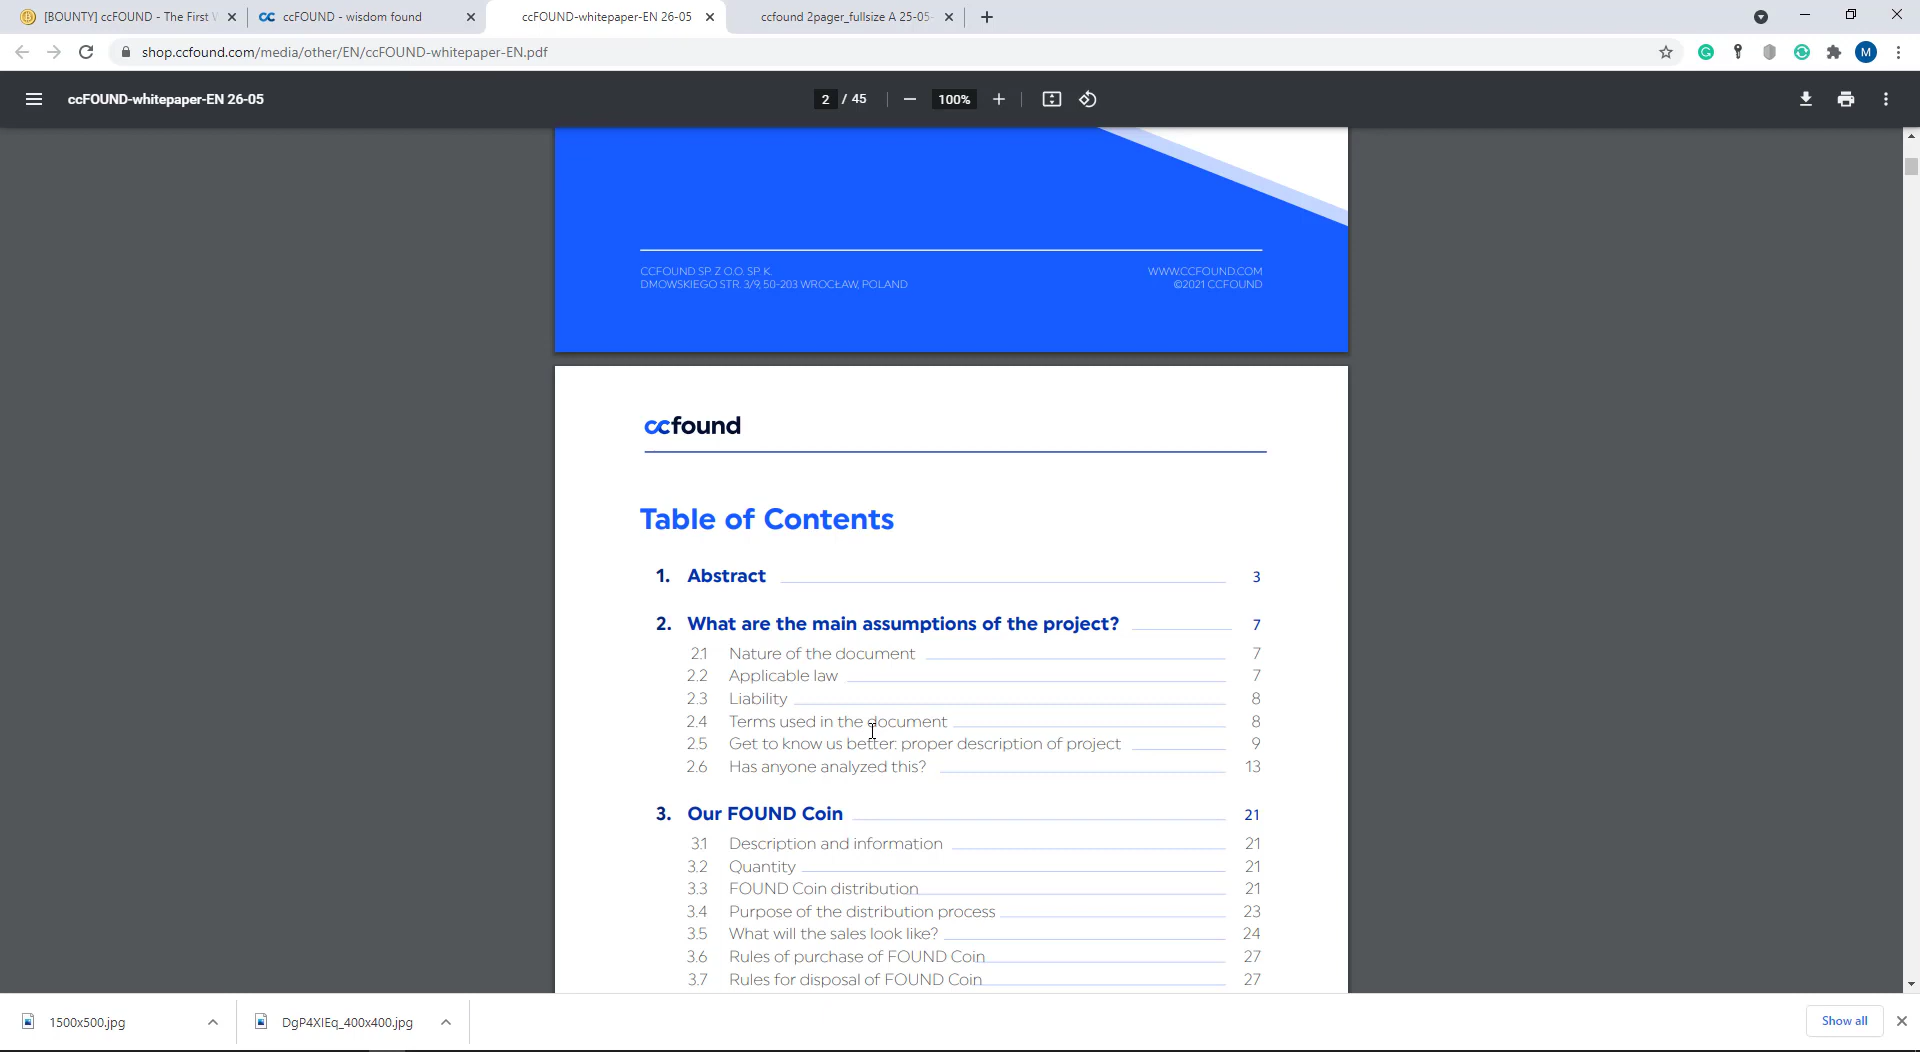 [BOUNTY] ccFOUND - The First
ccFOUND - wisdom found
ccFOUND-whitepaper-EN 26-05
ccfound 2pager_fullsize A 25-05-
shop.ccfound.com/media/other/EN/ccFOUND-whitepaper-EN.pdf
M
ccFOUND-whitepaper-EN 26-05
2 / 45
100%
CCFOUND SP. Z O.O. SP. K.
DMOWSKIEGO STR. 3/9, 50-203 WROCŁAW, POLAND
WWW.CCFOUND.COM
©2021 CCFOUND
ccfound
Table of Contents
1. Abstract 3
2. What are the main assumptions of the project? 7
2.1 Nature of the document 7
2.2 Applicable law 7
2.3 Liability 8
2.4 Terms used in the document 8
2.5 Get to know us better: proper description of project 9
2.6 Has anyone analyzed this? 13
3. Our FOUND Coin 21
3.1 Description and information 21
3.2 Quantity 21
3.3 FOUND Coin distribution 21
3.4 Purpose of the distribution process 23
3.5 What will the sales look like? 24
3.6 Rules of purchase of FOUND Coin 27
3.7 Rules for disposal of FOUND Coin 27
1500x500.jpg
DgP4XIEq_400x400.jpg
Show all